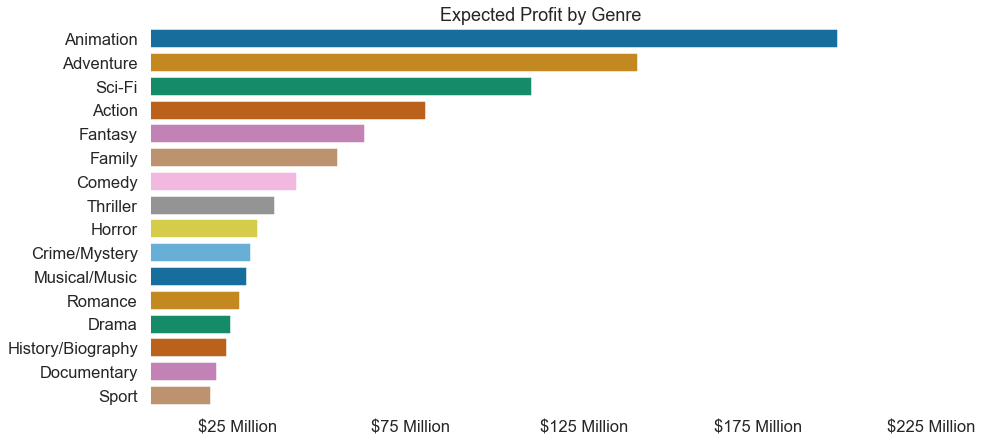 Expected Profit by Genre
Animation
Adventure
Sci-Fi
Action
Fantasy
Family
Comedy
Thriller
Horror
Crime/Mystery
Musical/Music
Romance
Drama
History/Biography
Documentary
Sport
$25 Million $75 Million $125 Million $175 Million $225 Million